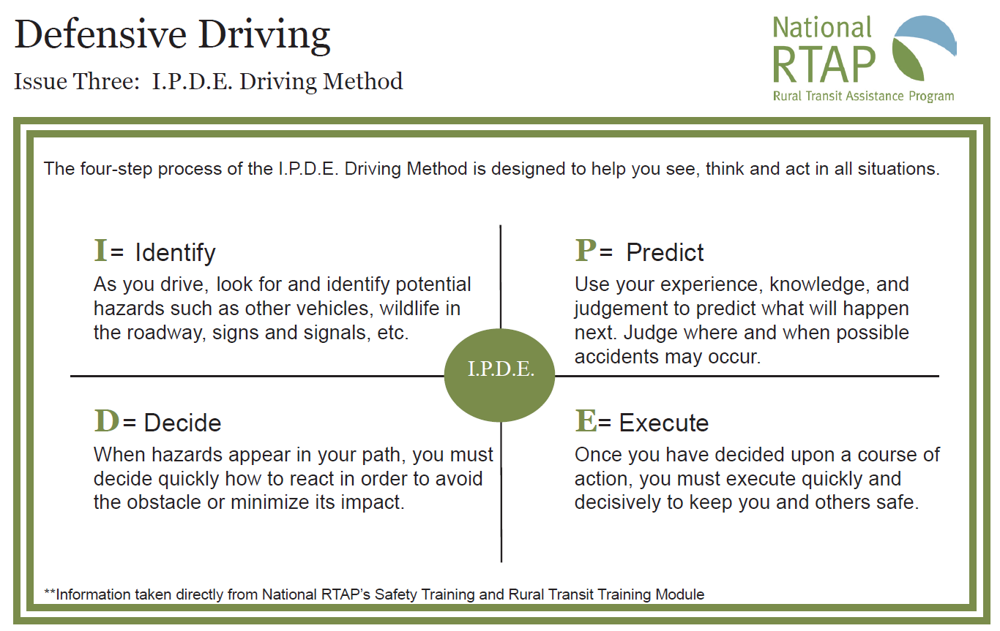 Defensive Driving
Issue Three:  I.P.D.E. Driving Method
National
RTAP
Rural Transit Assistance Program
The four-step process of the I.P.D.E. Driving Method is designed to help you see, think and act in all situations.
I = Identify
As you drive, look for and identify potential
hazards such as other vehicles, wildlife in
the roadway, signs and signals, etc.
P = Predict
Use your experience, knowledge, and
judgement to predict what will happen
next. Judge where and when possible
accidents may occur.
I.P.D.E.
D = Decide
When hazards appear in your path, you must
decide quickly how to react in order to avoid
the obstacle or minimize its impact.
E= Execute
Once you have decided upon a course of
action, you must execute quickly and
decisively to keep you and others safe.
**Information taken directly from National RTAP's Safety Training and Rural Transit Training Module